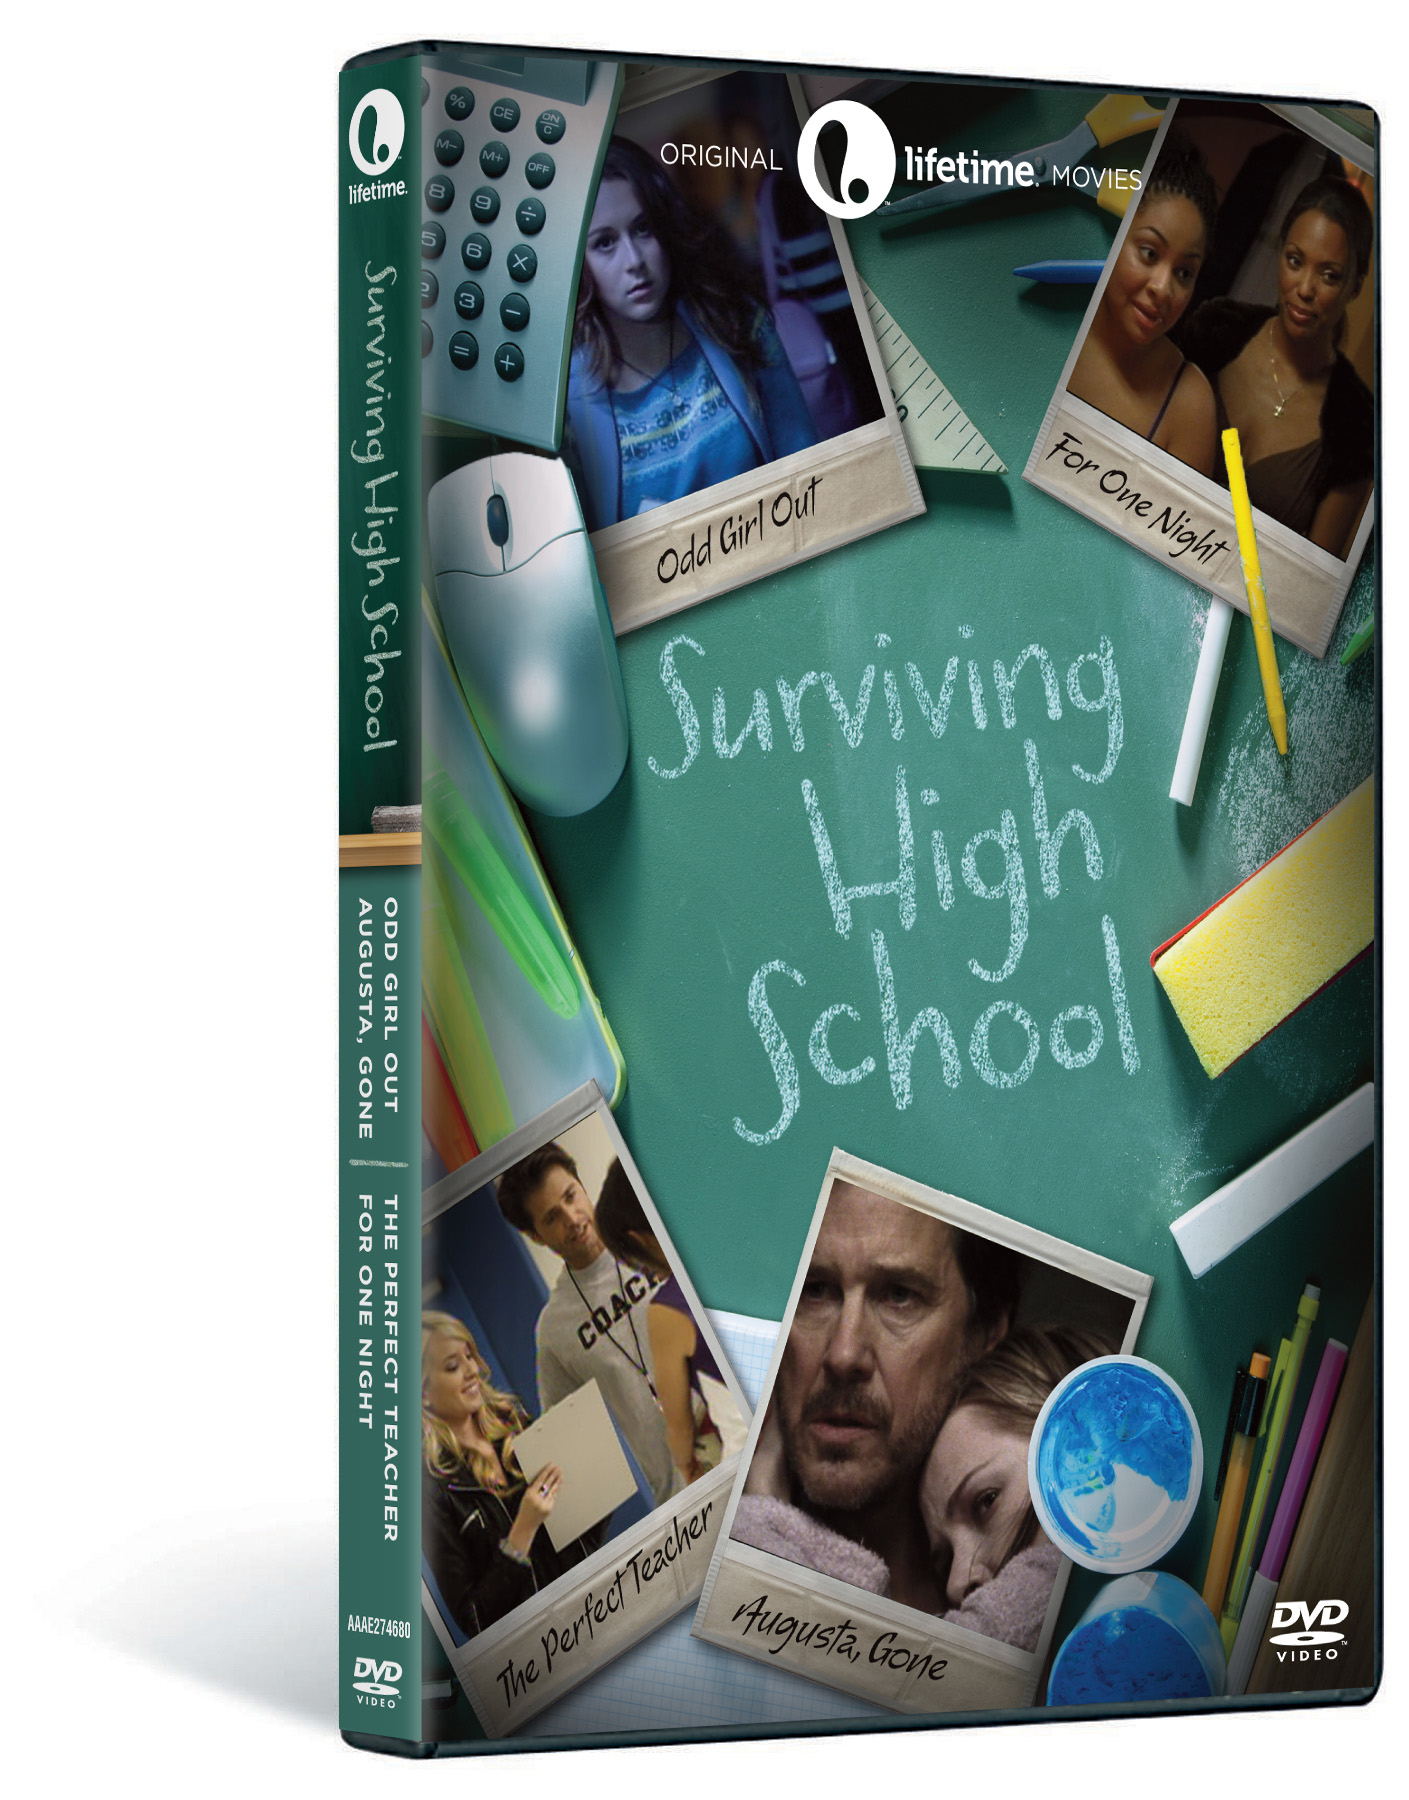 lifetime.
Surviving High School
ODD GIRL OUT
AUGUSTA, GONE
THE PERFECT TEACHER
FOR ONE NIGHT
AAAE274680
DVD
VIDEO
% CE ON/C
M- M+ OFF
8 9 ÷
5 6 ×
2 3 −
= +
ORIGINAL lifetime. MOVIES
Odd Girl Out
For One Night
Surviving
High
School
COACH
The Perfect Teacher
Augusta, Gone
DVD
VIDEO